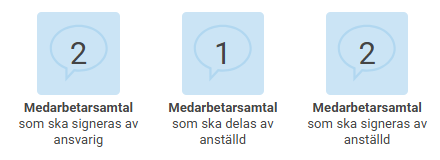 2
Medarbetarsamtal
som ska signeras av
ansvarig
1
Medarbetarsamtal
som ska delas av
anställd
2
Medarbetarsamtal
som ska signeras av
anställd